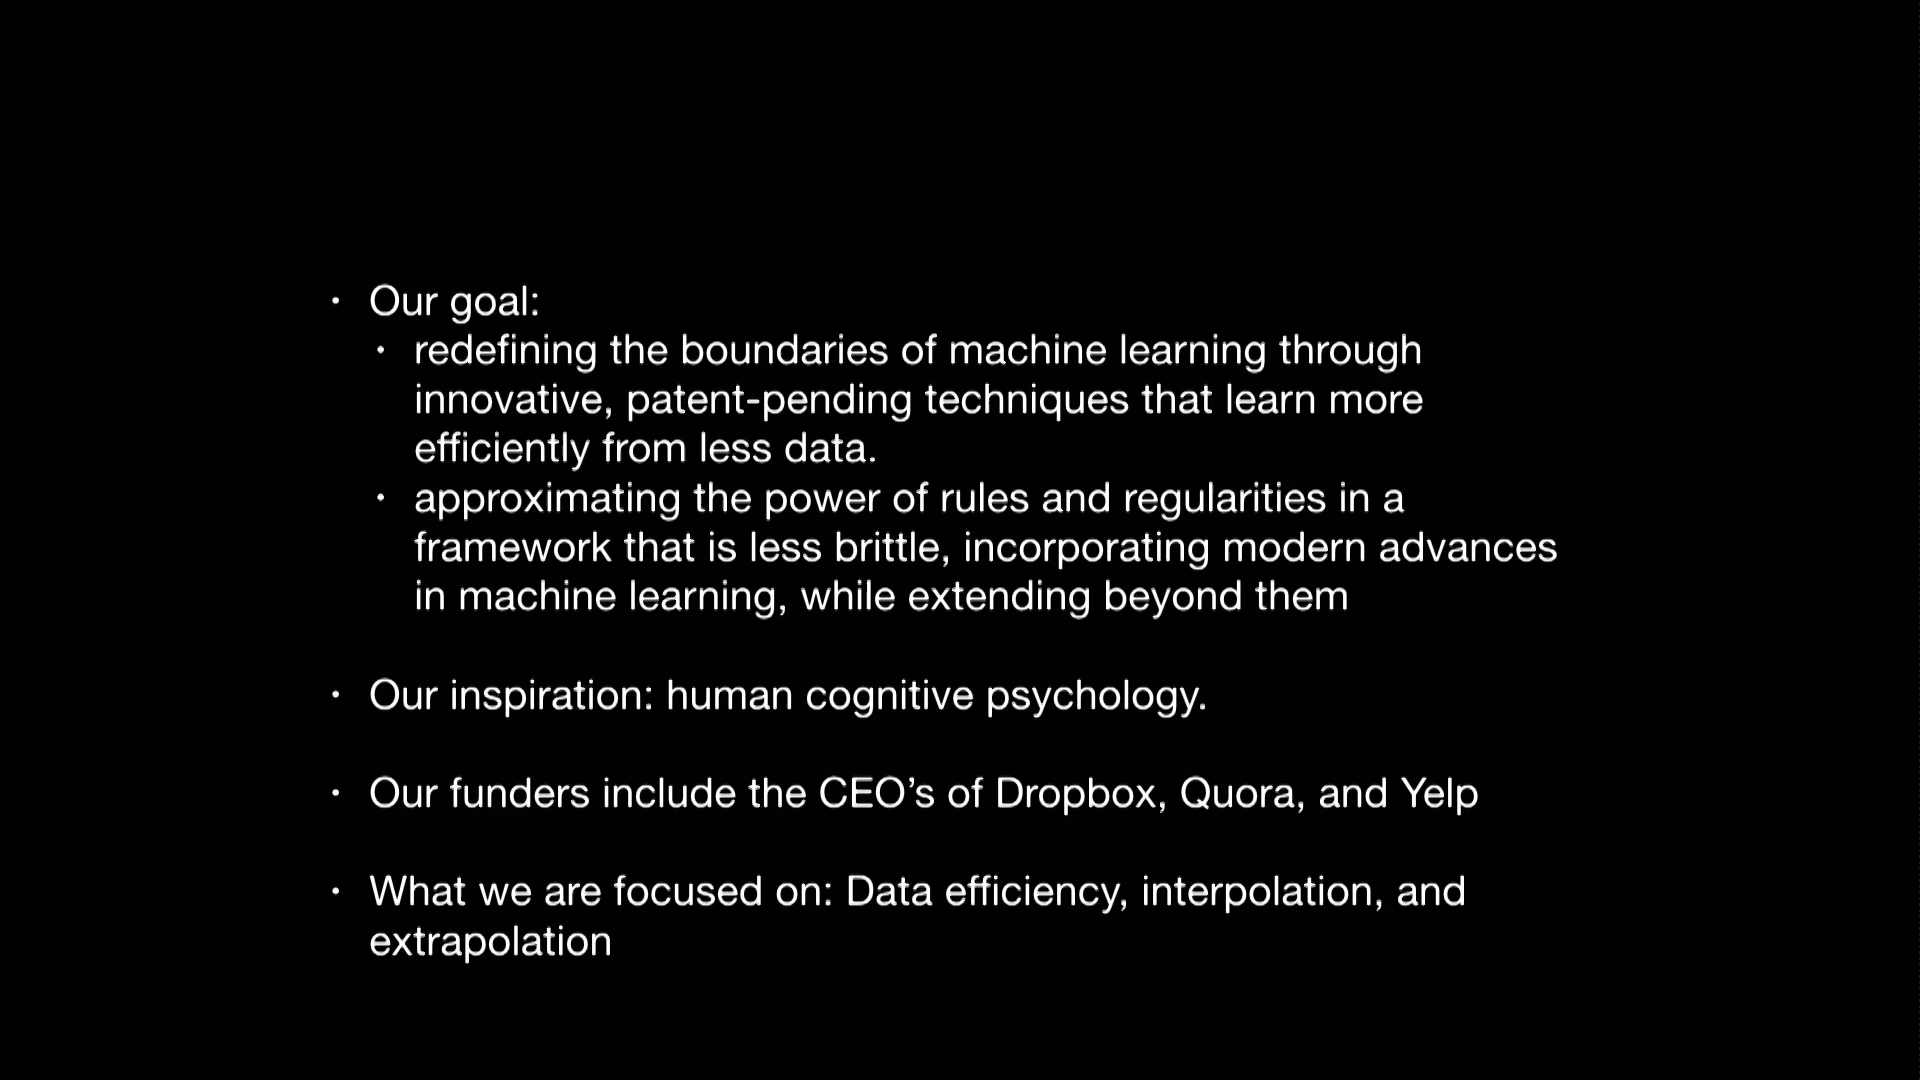 • Our goal:
• redefining the boundaries of machine learning through
innovative, patent-pending techniques that learn more
efficiently from less data.
• approximating the power of rules and regularities in a
framework that is less brittle, incorporating modern advances
in machine learning, while extending beyond them
• Our inspiration: human cognitive psychology.
• Our funders include the CEO’s of Dropbox, Quora, and Yelp
• What we are focused on: Data efficiency, interpolation, and
extrapolation